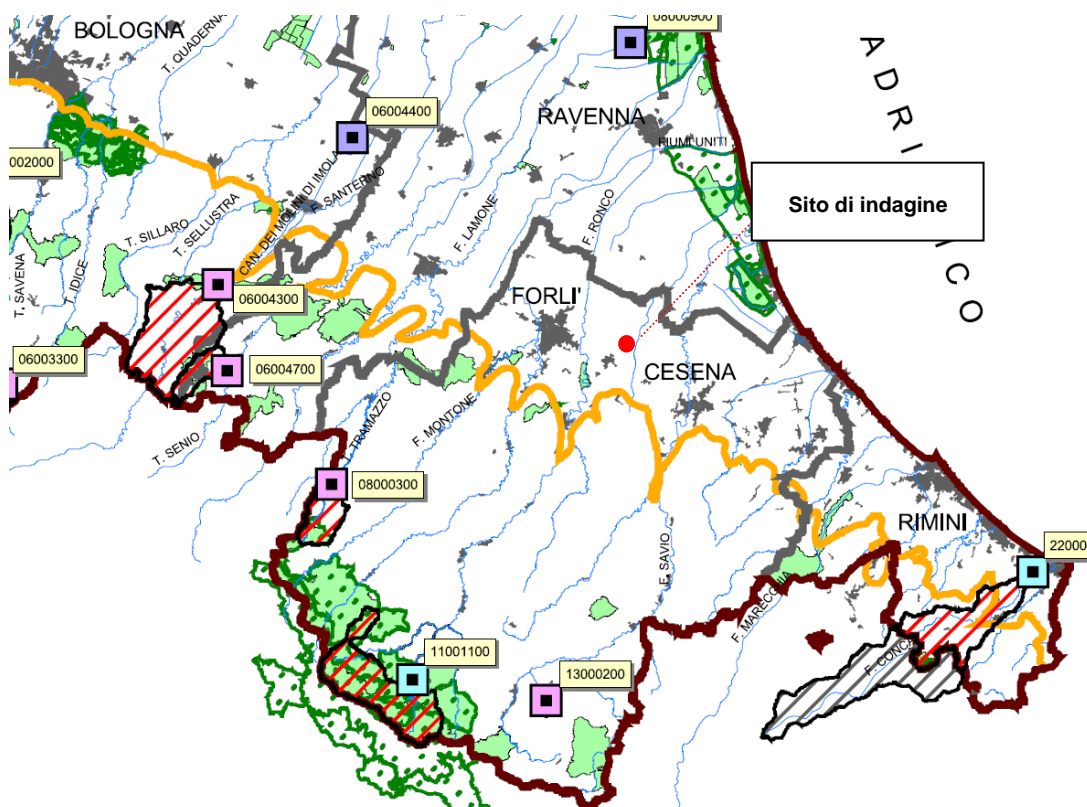 BOLOGNA
T. QUADERNA
08000900
A D R I
06004400
RAVENNA
FIUMI UNITI
002000
CAN. DEI MOLINI DI IMOLA
F. SANTERNO
Sito di indagine
T. SILLARO
T. SELLUSTRA
F. LAMONE
F. RONCO
T. SAVENA
T. IDICE
I C O
06004300
FORLI'
06003300
06004700
CESENA
T. SENIO
T. TRAMAZZO
F. MONTONE
08000300
RIMINI
22000
F. SAVIO
F. MARECCHIA
11001100
13000200
F. CONCA